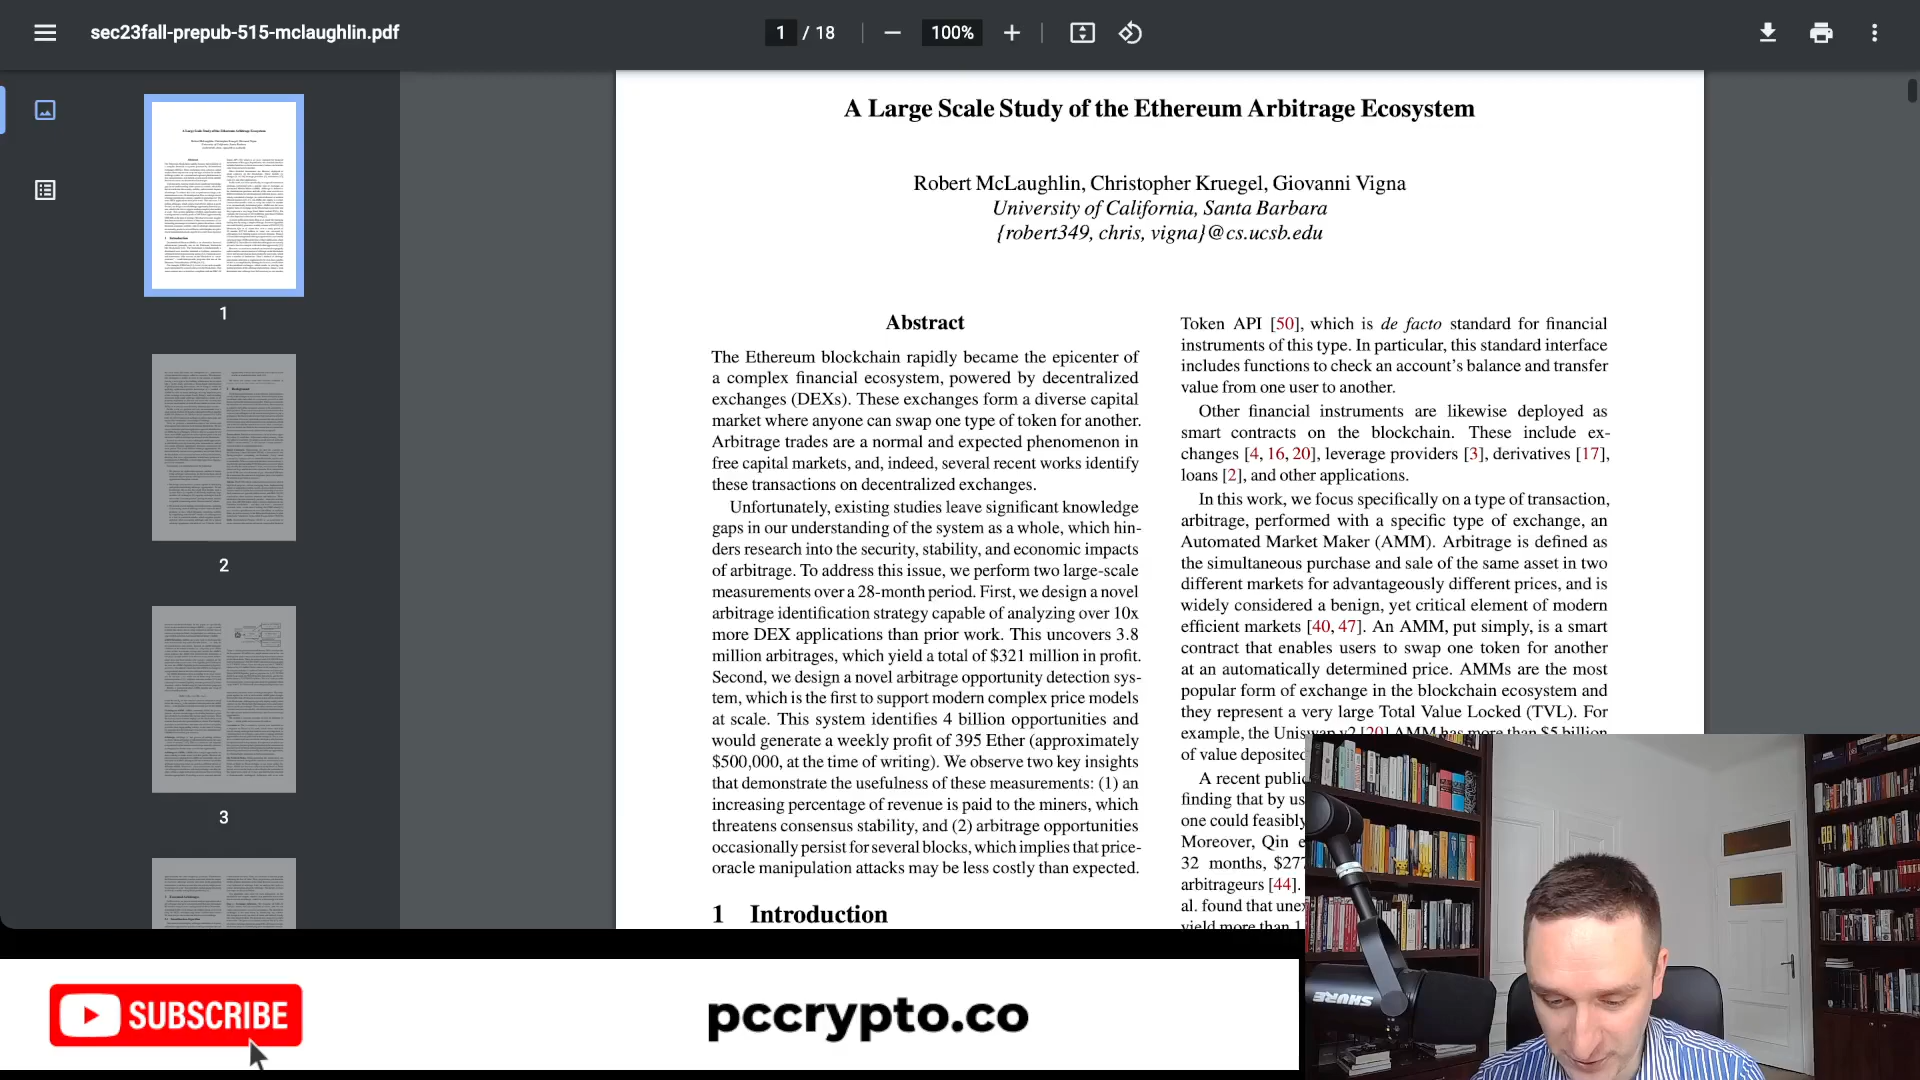 sec23fall-prepub-515-mclaughlin.pdf
1 / 18
100%
1
2
3
A Large Scale Study of the Ethereum Arbitrage Ecosystem
Robert McLaughlin, Christopher Kruegel, Giovanni Vigna
University of California, Santa Barbara
{robert349, chris, vigna}@cs.ucsb.edu
Abstract
The Ethereum blockchain rapidly became the epicenter of
a complex financial ecosystem, powered by decentralized
exchanges (DEXs). These exchanges form a diverse capital
market where anyone can swap one type of token for another.
Arbitrage trades are a normal and expected phenomenon in
free capital markets, and, indeed, several recent works identify
these transactions on decentralized exchanges.
Unfortunately, existing studies leave significant knowledge
gaps in our understanding of the system as a whole, which hin-
ders research into the security, stability, and economic impacts
of arbitrage. To address this issue, we perform two large-scale
measurements over a 28-month period. First, we design a novel
arbitrage identification strategy capable of analyzing over 10x
more DEX applications than prior work. This uncovers 3.8
million arbitrages, which yield a total of $321 million in profit.
Second, we design a novel arbitrage opportunity detection sys-
tem, which is the first to support modern complex price models
at scale. This system identifies 4 billion opportunities and
would generate a weekly profit of 395 Ether (approximately
$500,000, at the time of writing). We observe two key insights
that demonstrate the usefulness of these measurements: (1) an
increasing percentage of revenue is paid to the miners, which
threatens consensus stability, and (2) arbitrage opportunities
occasionally persist for several blocks, which implies that price-
oracle manipulation attacks may be less costly than expected.
1 Introduction
Token API [50], which is de facto standard for financial
instruments of this type. In particular, this standard interface
includes functions to check an account's balance and transfer
value from one user to another.
Other financial instruments are likewise deployed as
smart contracts on the blockchain. These include ex-
changes [4, 16, 20], leverage providers [3], derivatives [17],
loans [2], and other applications.
In this work, we focus specifically on a type of transaction,
arbitrage, performed with a specific type of exchange, an
Automated Market Maker (AMM). Arbitrage is defined as
the simultaneous purchase and sale of the same asset in two
different markets for advantageously different prices, and is
widely considered a benign, yet critical element of modern
efficient markets [40, 47]. An AMM, put simply, is a smart
contract that enables users to swap one token for another
at an automatically determined price. AMMs are the most
popular form of exchange in the blockchain ecosystem and
they represent a very large Total Value Locked (TVL). For
example, the Uniswap v2 [20] AMM has more than $5 billion
of value deposited
A recent public
finding that by us
one could feasibly
Moreover, Qin e
32 months, $277
arbitrageurs [44].
al. found that une
yield more than 1
SHURE
SUBSCRIBE
pccrypto.co